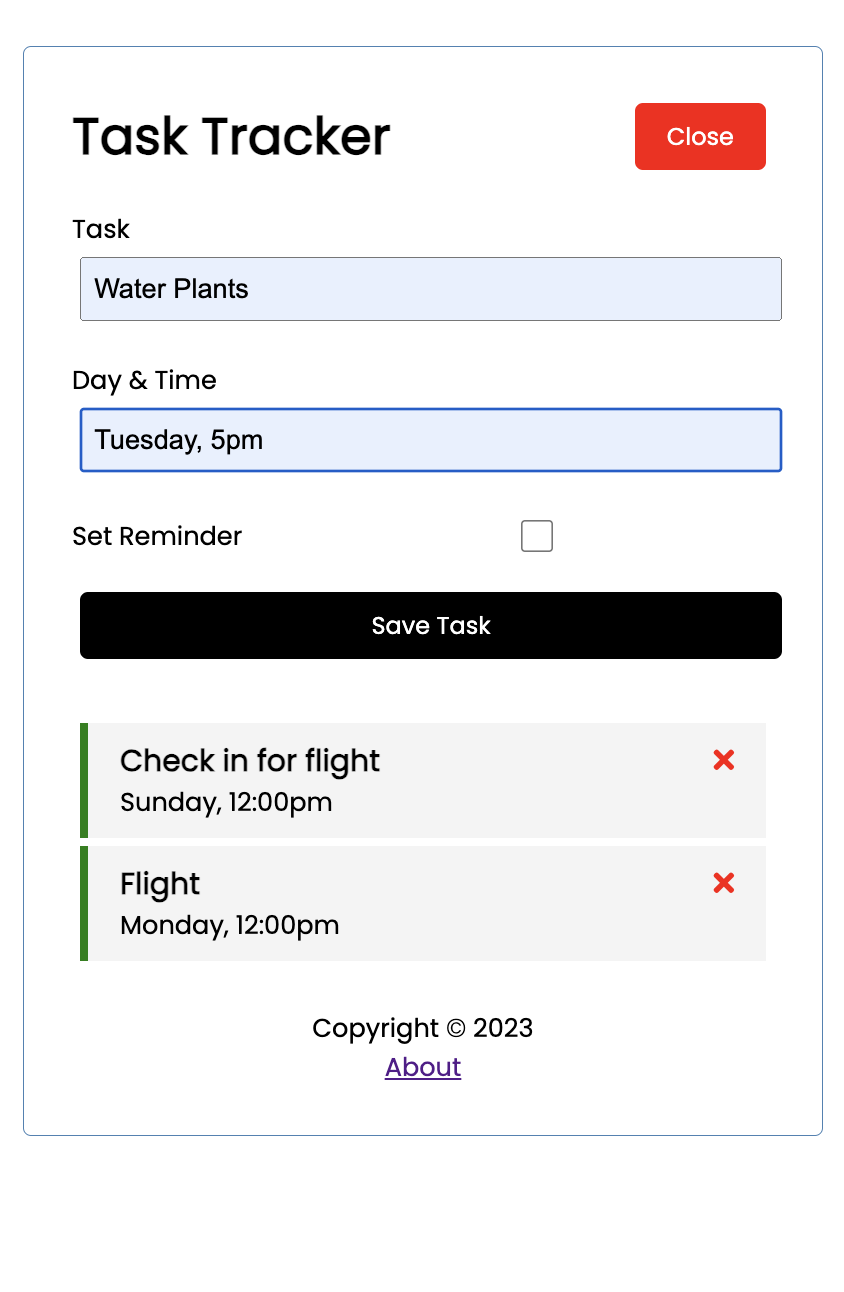 Task Tracker
Close
Task
Water Plants
Day & Time
Tuesday, 5pm
Set Reminder
Save Task
Check in for flight
Sunday, 12:00pm
Flight
Monday, 12:00pm
Copyright © 2023
About